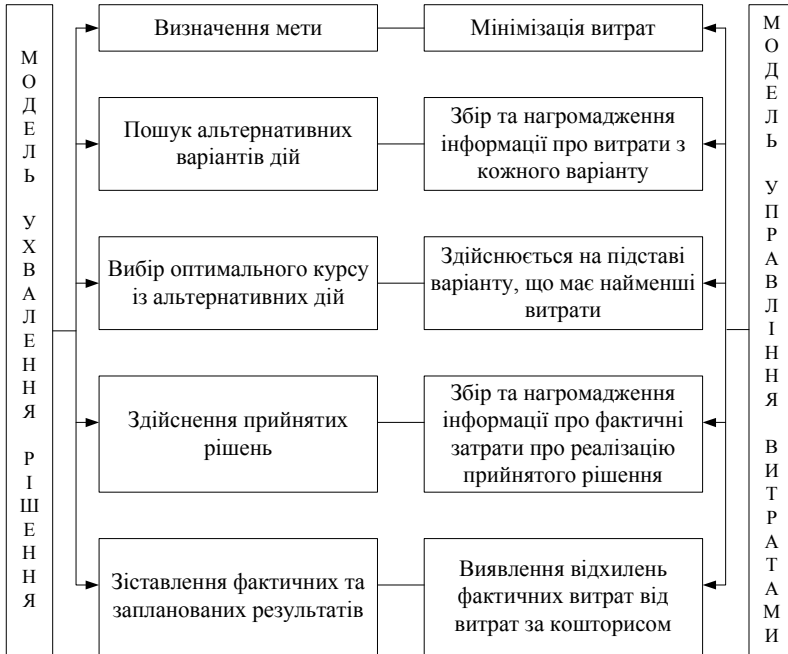 МОДЕЛЬ УХВАЛЕННЯ РІШЕННЯ
Визначення мети
Мінімізація витрат
Пошук альтернативних
варіантів дій
Збір та нагромадження
інформації про витрати з
кожного варіанту
Вибір оптимального курсу
із альтернативних дій
Здійснюється на підставі
варіанту, що має найменші
витрати
Здійснення прийнятих
рішень
Збір та нагромадження
інформації про фактичні
затрати про реалізацію
прийнятого рішення
Зіставлення фактичних та
запланованих результатів
Виявлення відхилень
фактичних витрат від
витрат за кошторисом
МОДЕЛЬ УПРАВЛІННЯ ВИТРАТАМИ